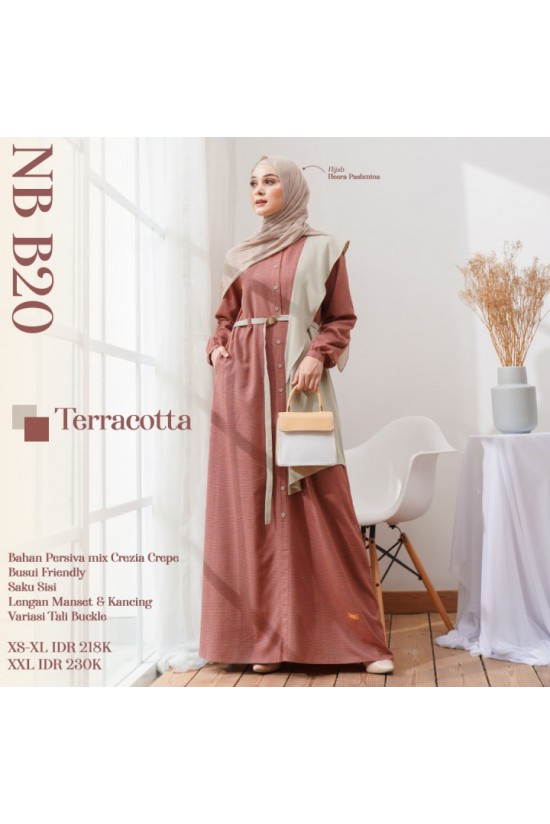 NB B20
Hijab
Heera Pashmina
Terracotta
Bahan Persiva mix Crezia Crepe
Busui Friendly
Saku Sisi
Lengan Manset & Kancing
Variasi Tali Buckle
XS-XL IDR 218K
XXL IDR 230K